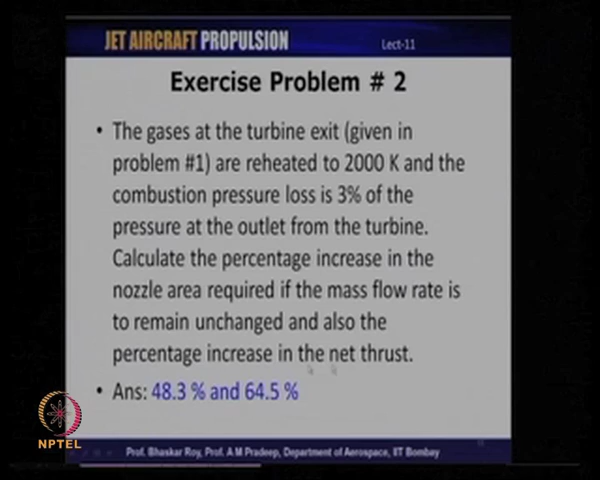 JET AIRCRAFT PROPULSION
Lect-11
Exercise Problem # 2
• The gases at the turbine exit (given in
problem #1) are reheated to 2000 K and the
combustion pressure loss is 3% of the
pressure at the outlet from the turbine.
Calculate the percentage increase in the
nozzle area required if the mass flow rate is
to remain unchanged and also the
percentage increase in the net thrust.
• Ans: 48.3 % and 64.5 %
NPTEL
Prof. Bhaskar Roy, Prof. A M Pradeep, Department of Aerospace, IIT Bombay